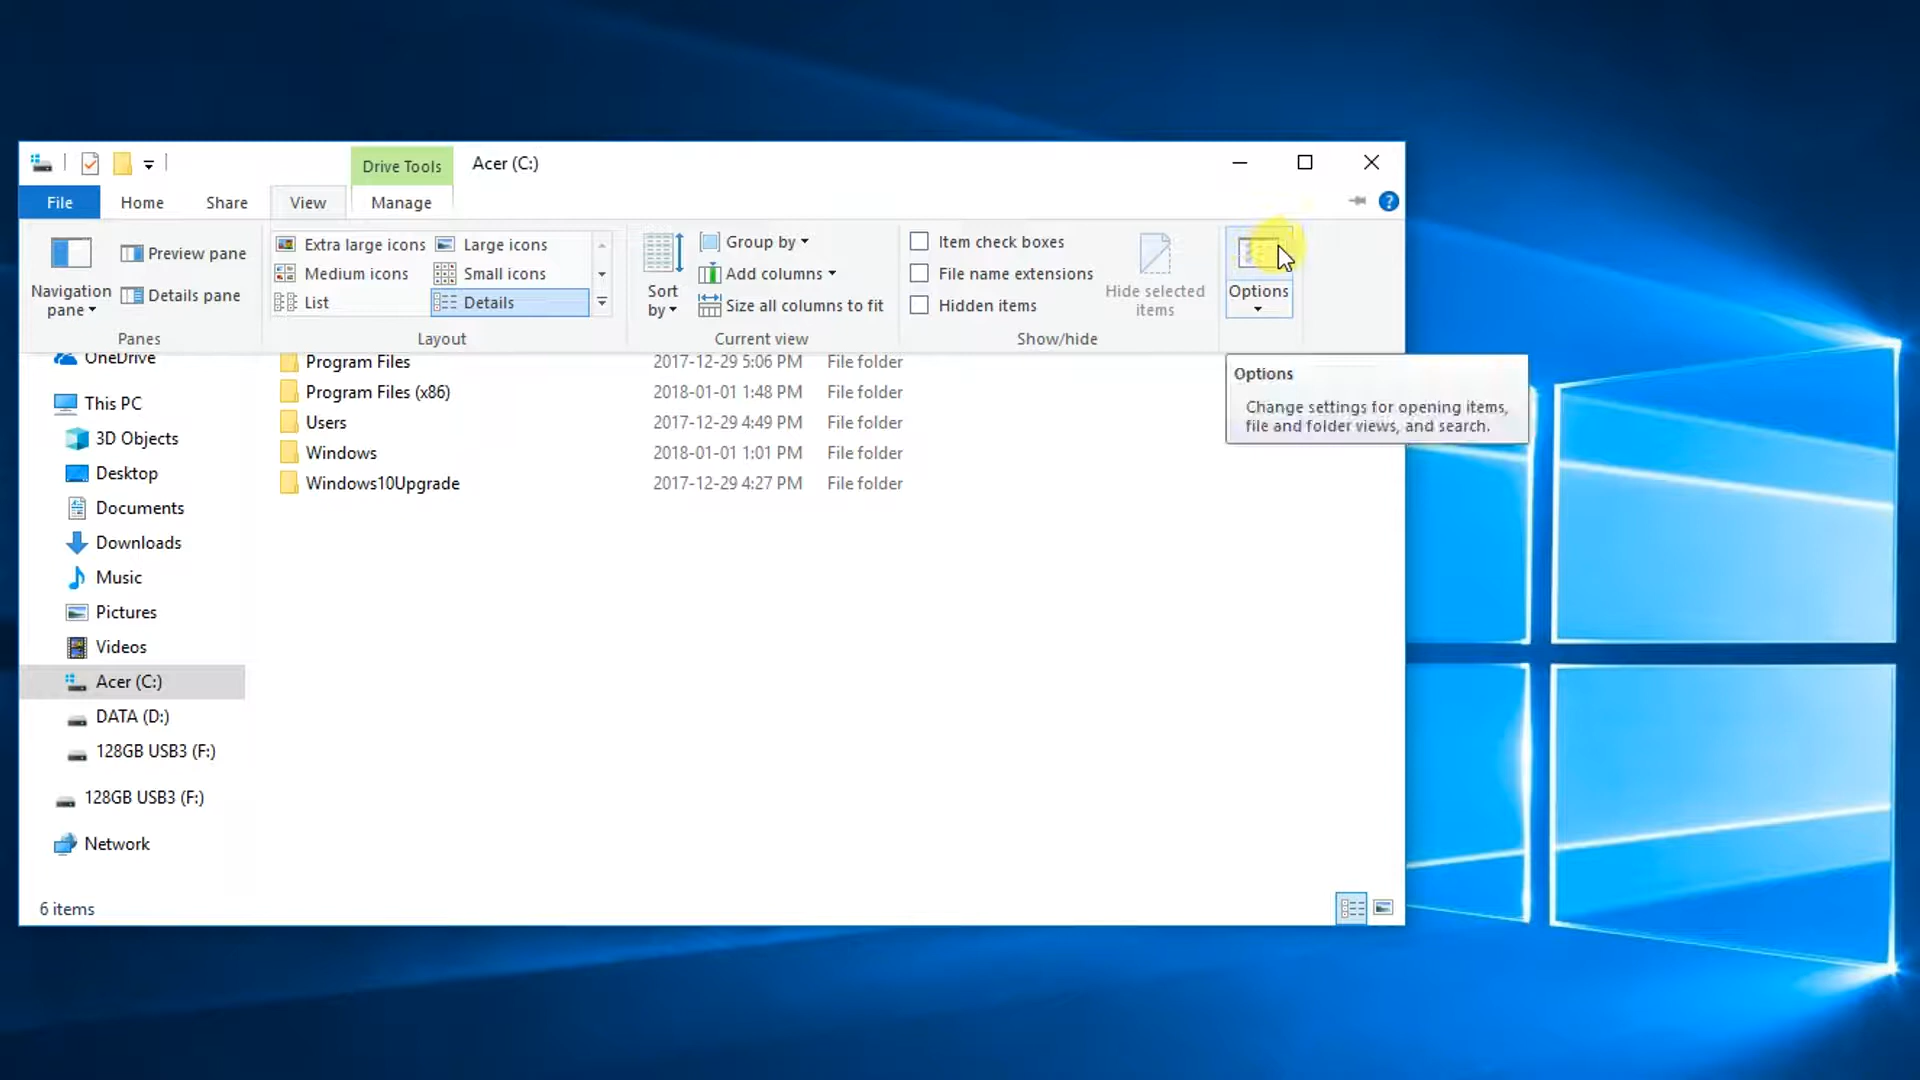 Drive Tools
Acer (C:)
File
Home
Share
View
Manage
?
Navigation pane
Preview pane
Details pane
Panes
Extra large icons
Large icons
Medium icons
Small icons
List
Details
Layout
Sort by
Group by
Add columns
Size all columns to fit
Current view
Item check boxes
File name extensions
Hidden items
Hide selected items
Show/hide
Options
Options
Change settings for opening items,
file and folder views, and search.
OneDrive
This PC
3D Objects
Desktop
Documents
Downloads
Music
Pictures
Videos
Acer (C:)
DATA (D:)
128GB USB3 (F:)
128GB USB3 (F:)
Network
Program Files 2017-12-29 5:06 PM File folder
Program Files (x86) 2018-01-01 1:48 PM File folder
Users 2017-12-29 4:49 PM File folder
Windows 2018-01-01 1:01 PM File folder
Windows10Upgrade 2017-12-29 4:27 PM File folder
6 items